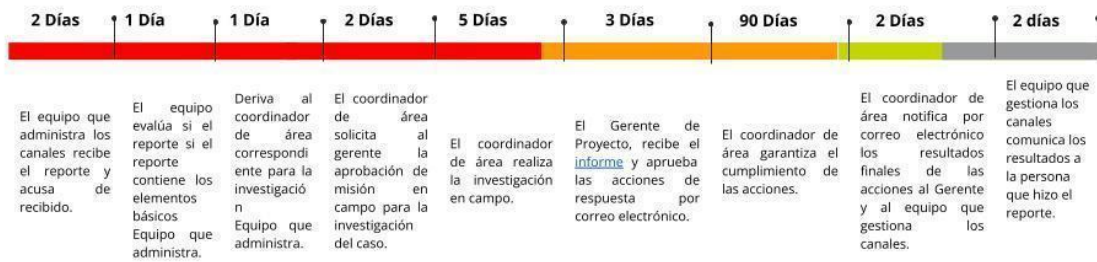 2 Días
1 Día
1 Día
2 Días
5 Días
3 Días
90 Días
2 Días
2 días
El equipo que
administra los
canales recibe
el reporte y
acusa de
recibido.
El equipo
evalúa si el
reporte si el
reporte
contiene los
elementos
básicos
Equipo que
administra.
Deriva al
coordinador
de área
correspondi
ente para la
investigació
n
Equipo que
administra.
El coordinador
de área
solicita al
gerente la
aprobación de
misión en
campo para la
investigación
del caso.
El coordinador
de área realiza
la investigación
en campo.
El Gerente de
Proyecto, recibe el
informe y aprueba
las acciones de
respuesta por
correo electrónico.
El coordinador de
área garantiza el
cumplimiento de
las acciones.
El coordinador de
área notifica por
correo electrónico
los resultados
finales de las
acciones al Gerente
y al equipo que
gestiona los
canales.
El equipo que
gestiona los
canales
comunica los
resultados a
la persona
que hizo el
reporte.